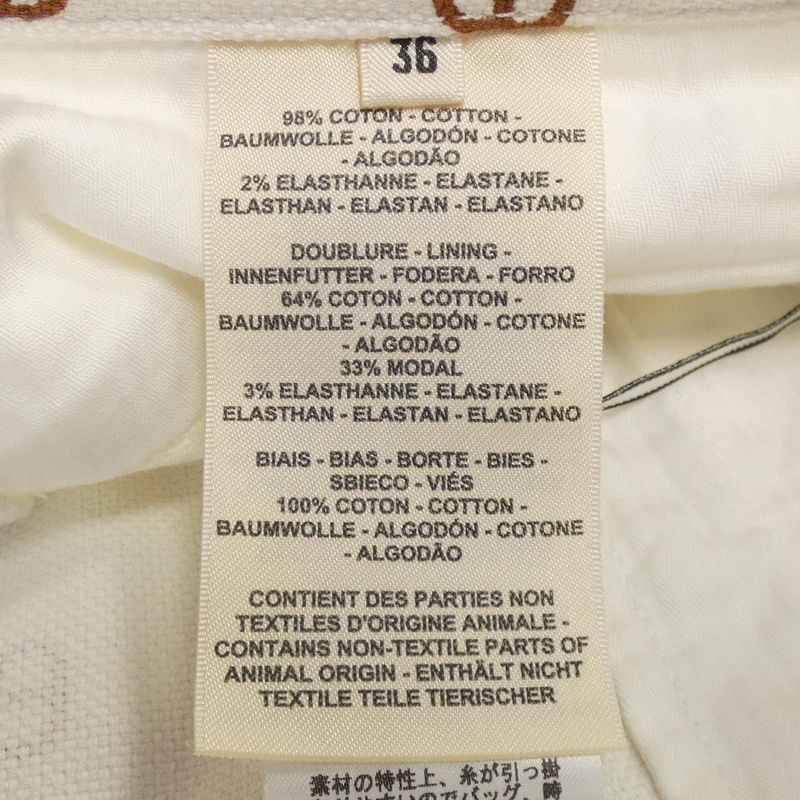 36
98% COTON - COTTON -
BAUMWOLLE - ALGODÓN - COTONE
- ALGODÃO
2% ELASTHANNE - ELASTANE -
ELASTHAN - ELASTAN - ELASTANO
DOUBLURE - LINING -
INNENFUTTER - FODERA - FORRO
64% COTON - COTTON -
BAUMWOLLE - ALGODÓN - COTONE
- ALGODÃO
33% MODAL
3% ELASTHANNE - ELASTANE -
ELASTHAN - ELASTAN - ELASTANO
BIAIS - BIAS - BORTE - BIES -
SBIECO - VIÉS
100% COTON - COTTON -
BAUMWOLLE - ALGODÓN - COTONE
- ALGODÃO
CONTIENT DES PARTIES NON
TEXTILES D'ORIGINE ANIMALE -
CONTAINS NON-TEXTILE PARTS OF
ANIMAL ORIGIN - ENTHÄLT NICHT
TEXTILE TEILE TIERISCHER
素材の特性上、糸が引っ掛